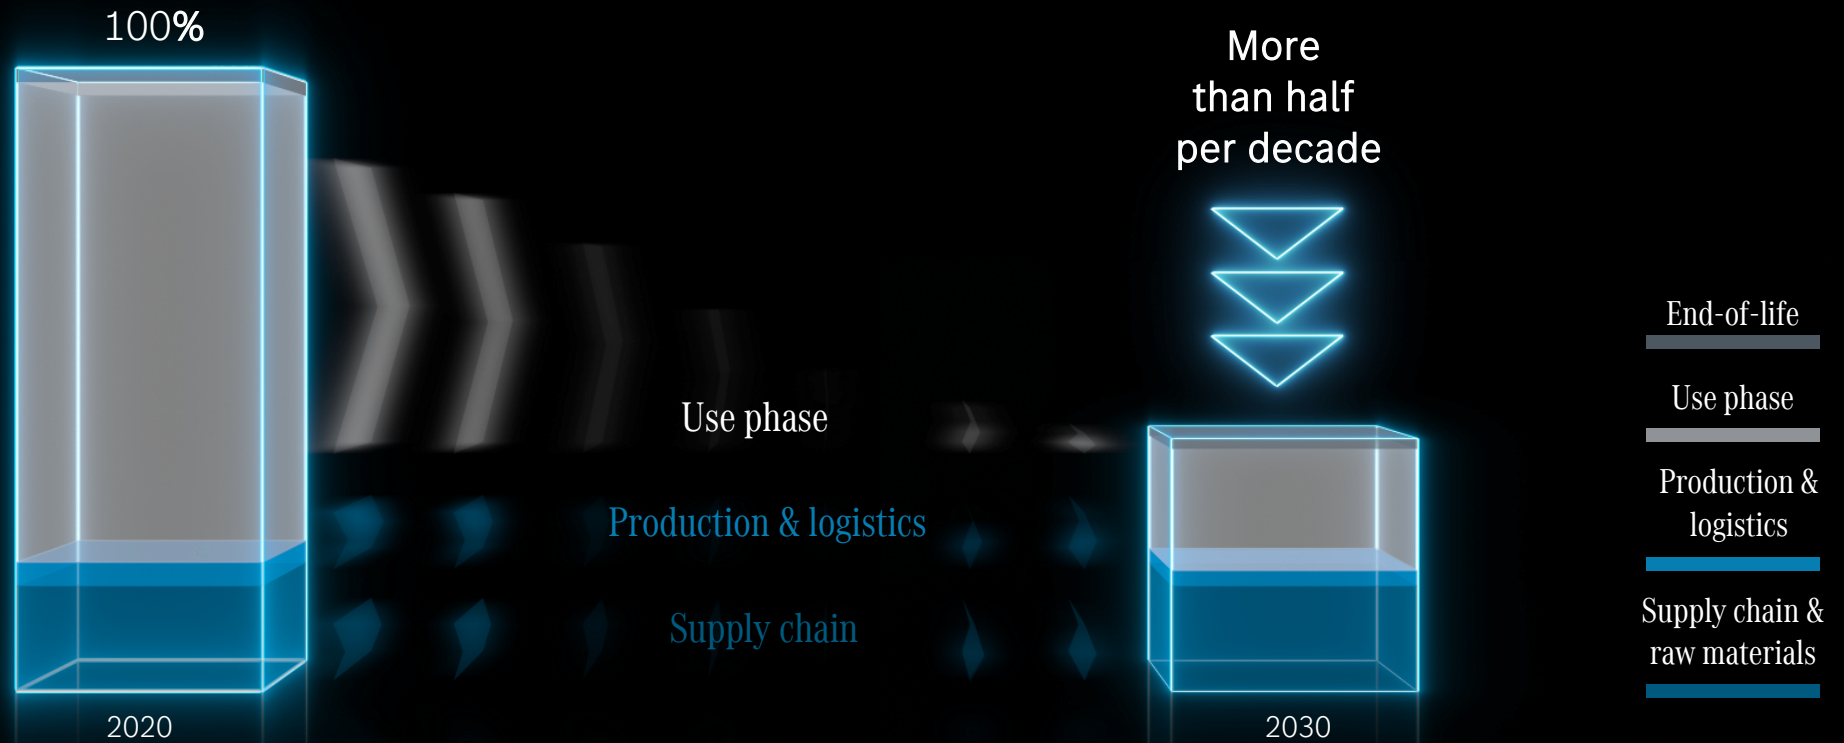 100%
More
than half
per decade
End-of-life
Use phase
Use phase
Production &
logistics
Production & logistics
Supply chain &
raw materials
Supply chain
2020
2030